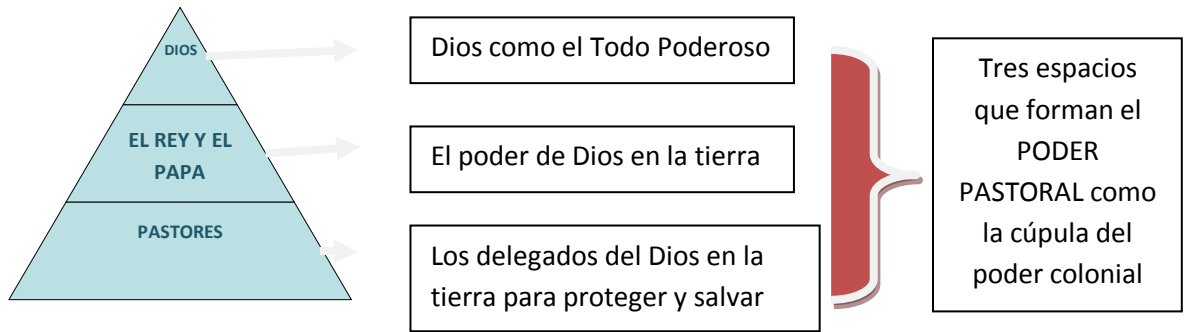 DIOS
Dios como el Todo Poderoso
EL REY Y EL
PAPA
El poder de Dios en la tierra
PASTORES
Los delegados del Dios en la
tierra para proteger y salvar
Tres espacios
que forman el
PODER
PASTORAL como
la cúpula del
poder colonial